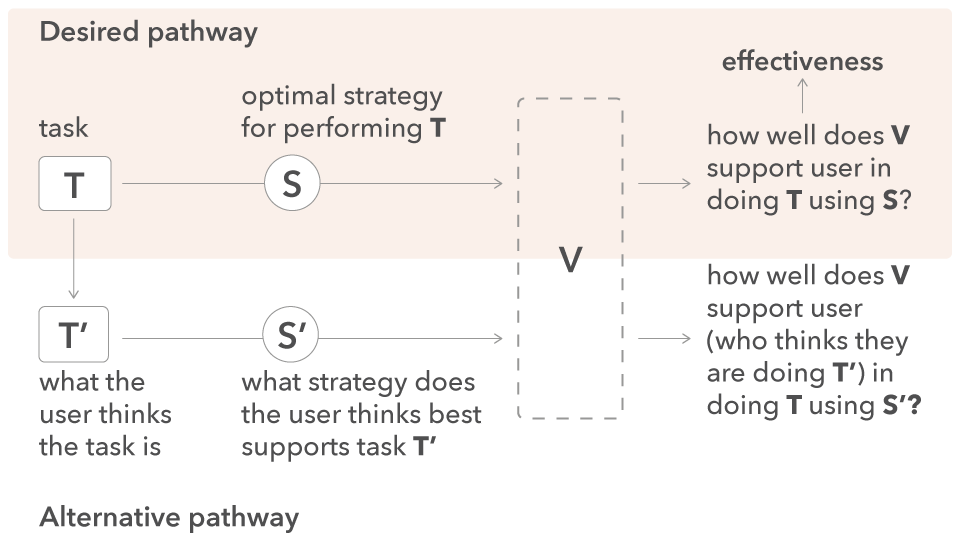 Desired pathway
effectiveness
optimal strategy
for performing T
task
how well does V
support user in
doing T using S?
T
S
V
how well does V
support user
(who thinks they
are doing T’) in
doing T using S’?
T’
S’
what the
user thinks
the task is
what strategy does
the user thinks best
supports task T’
Alternative pathway